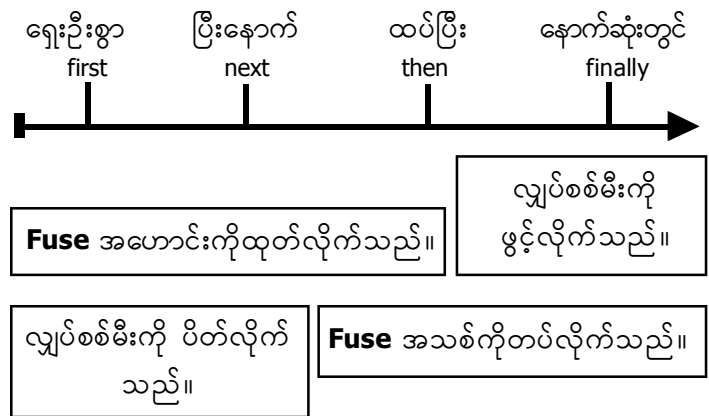 ရှေးဦးစွာ ပြီးနောက် ထပ်ပြီး နောက်ဆုံးတွင်
first next then finally
လျှပ်စစ်မီးကို
ဖွင့်လိုက်သည်။
Fuse အဟောင်းကိုထုတ်လိုက်သည်။
လျှပ်စစ်မီးကို ပိတ်လိုက်
သည်။
Fuse အသစ်ကိုတပ်လိုက်သည်။